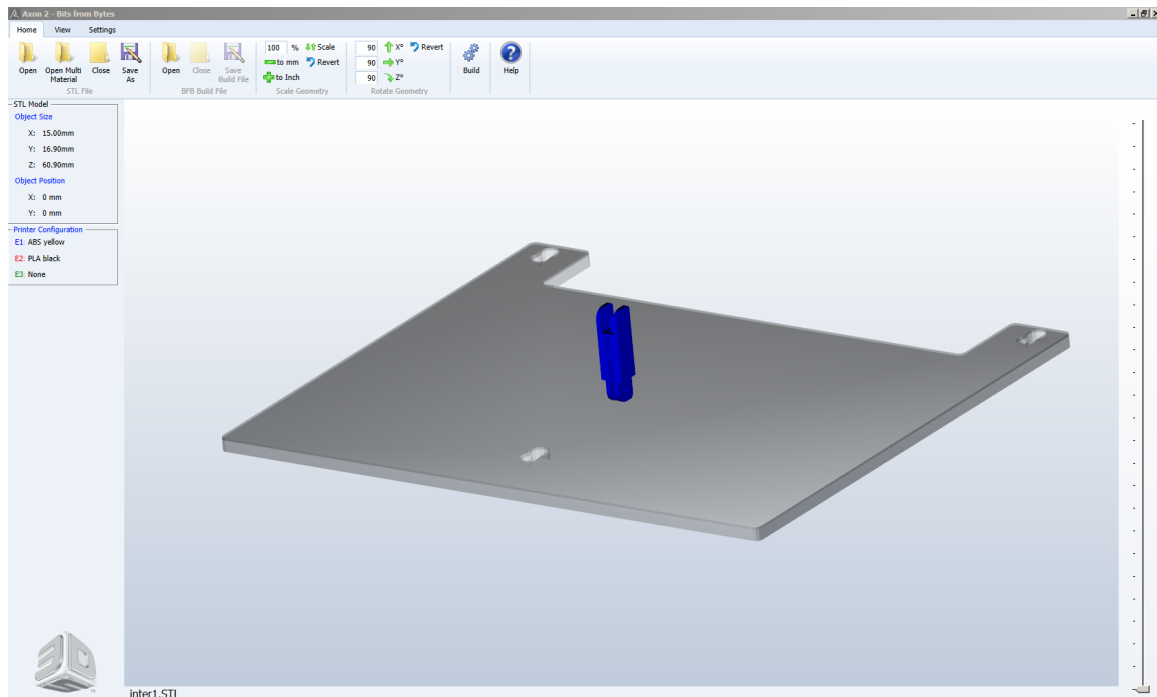 Axon 2 - Bits from Bytes
Home View Settings
100 % Scale 90 X° Revert
to mm Revert 90 Y°
to Inch 90 Z°
Open Open Multi Material Close Save As Open Close Save Build File Build Help
STL File BFB Build File Scale Geometry Rotate Geometry
STL Model
Object Size
X: 15.00mm
Y: 16.90mm
Z: 60.90mm
Object Position
X: 0 mm
Y: 0 mm
Printer Configuration
E1: ABS yellow
E2: PLA black
E3: None
inter1.STL